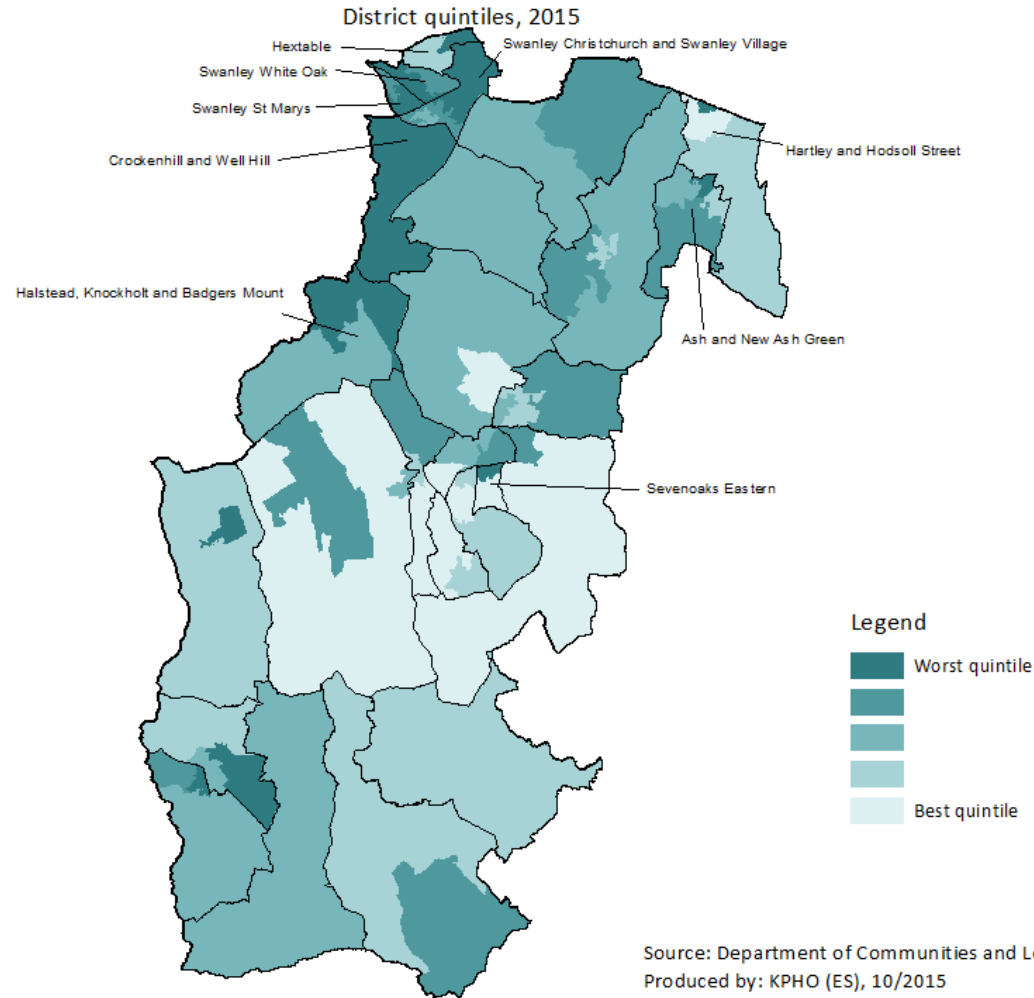 District quintiles, 2015
Hextable
Swanley Christchurch and Swanley Village
Swanley White Oak
Swanley St Marys
Crockenhill and Well Hill
Hartley and Hodsoll Street
Halstead, Knockholt and Badgers Mount
Ash and New Ash Green
Sevenoaks Eastern
Legend
Worst quintile
Best quintile
Source: Department of Communities and
Produced by: KPHO (ES), 10/2015